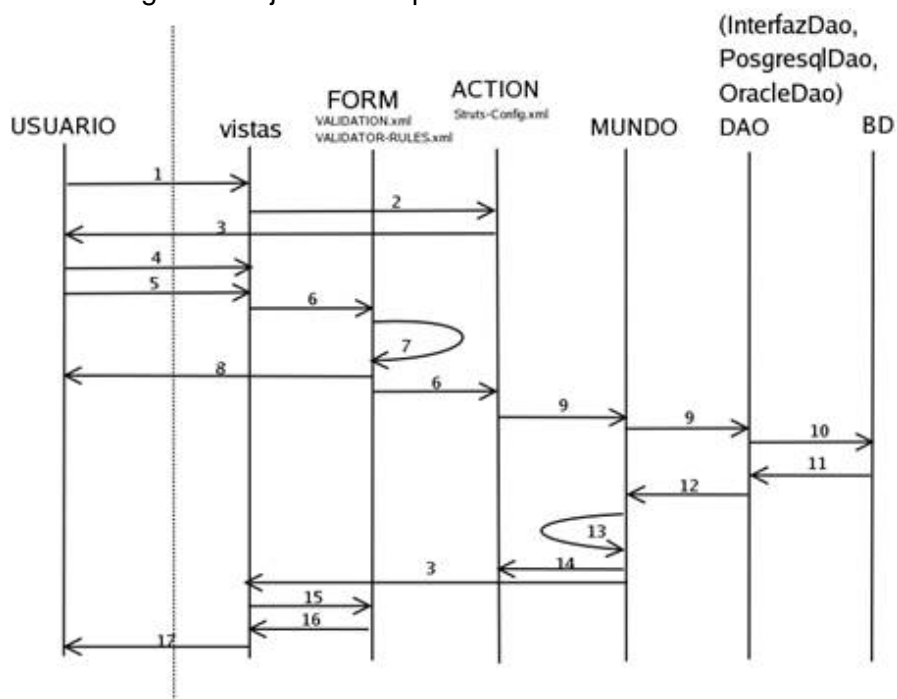 (InterfazDao,
PosgresqlDao,
OracleDao)
USUARIO
vistas
FORM
VALIDATION.xml
VALIDATOR-RULES.xml
ACTION
Struts-Config.xml
MUNDO
DAO
BD
1
2
3
4
5
6
7
8
6
9
9
10
11
12
13
14
3
15
16
17